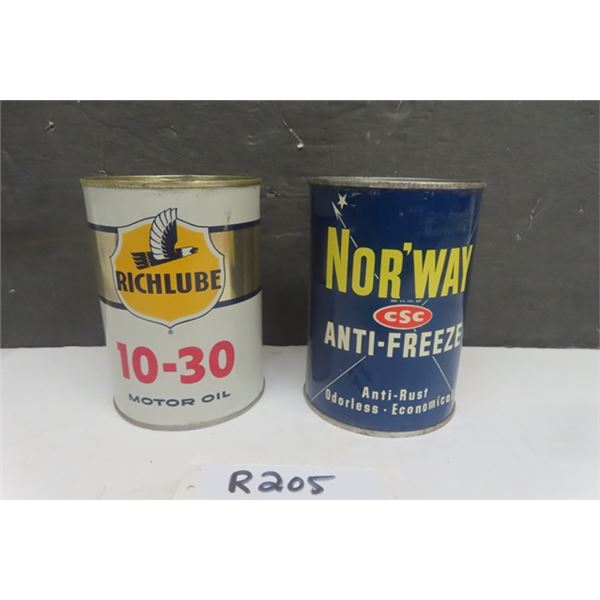 RICHLUBE
10-30
MOTOR OIL
NOR'WAY
CSC
ANTI-FREEZE
Anti-Rust
Odorless - Economical
R205